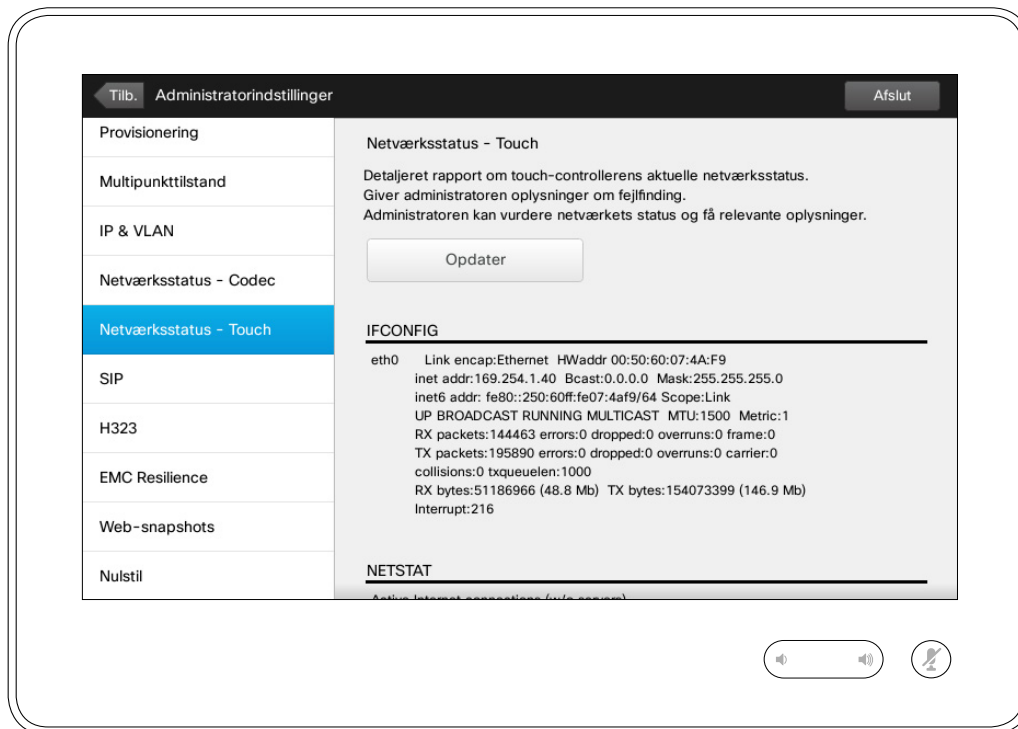 Tilb. Administratorindstillinger Afslut
Provisionering
Multipunkttilstand
IP & VLAN
Netværksstatus - Codec
Netværksstatus - Touch
SIP
H323
EMC Resilience
Web-snapshots
Nulstil
Netværksstatus - Touch
Detaljeret rapport om touch-controllerens aktuelle netværksstatus.
Giver administratoren oplysninger om fejlfinding.
Administratoren kan vurdere netværkets status og få relevante oplysninger.
Opdater
IFCONFIG
eth0 Link encap:Ethernet HWaddr 00:50:60:07:4A:F9
inet addr:169.254.1.40 Bcast:0.0.0.0 Mask:255.255.255.0
inet6 addr: fe80::250:60ff:fe07:4af9/64 Scope:Link
UP BROADCAST RUNNING MULTICAST MTU:1500 Metric:1
RX packets:144463 errors:0 dropped:0 overruns:0 frame:0
TX packets:195890 errors:0 dropped:0 overruns:0 carrier:0
collisions:0 txqueuelen:1000
RX bytes:51186966 (48.8 Mb) TX bytes:154073399 (146.9 Mb)
Interrupt:216
NETSTAT
Active Internet connections (w/o servers)